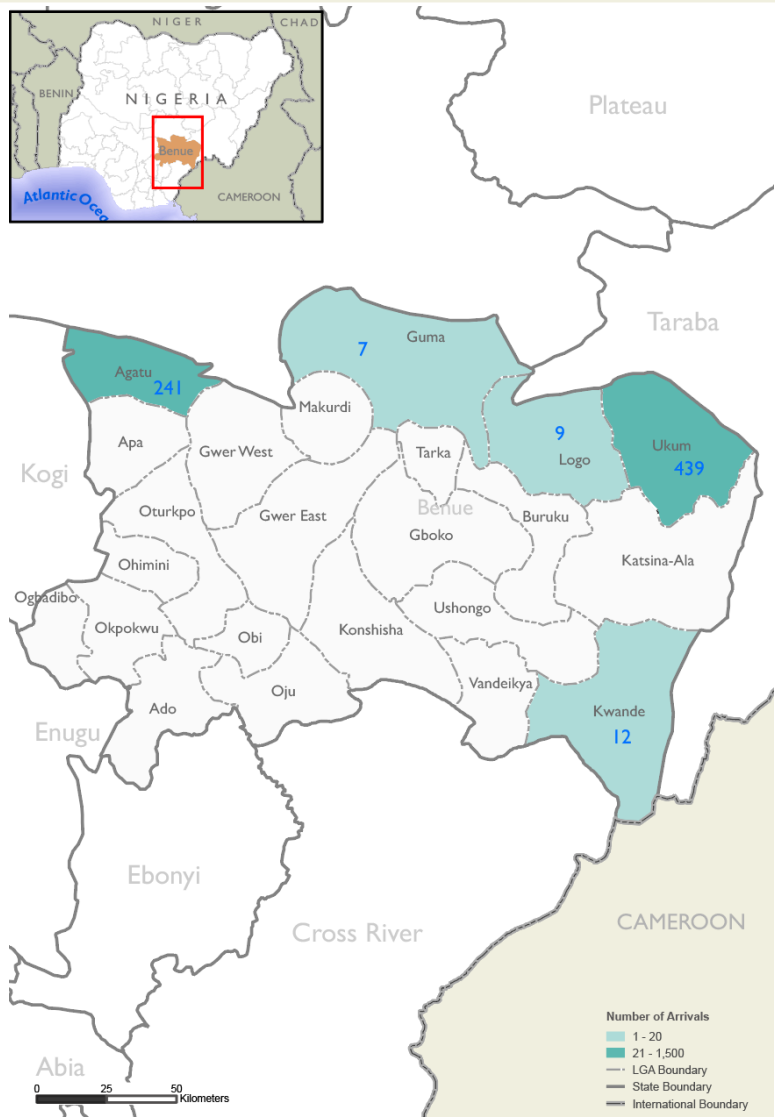 NIGER
CHAD
BENIN
NIGERIA
Benue
CAMEROON
Atlantic Ocea
Plateau
Taraba
Guma
7
Agatu
241
Makurdi
9
Logo
Ukum
439
Apa
Gwer West
Tarka
Kogi
Oturkpo
Gwer East
Benue
Buruku
Gboko
Katsina-Ala
Ohimini
Ogbadibo
Okpokwu
Obi
Konshisha
Ushongo
Vandeikya
Ado
Oju
Kwande
12
Enugu
Ebonyi
Cross River
CAMEROON
Abia
Number of Arrivals
1 - 20
21 - 1,500
LGA Boundary
State Boundary
International Boundary
0 25 50
Kilometers